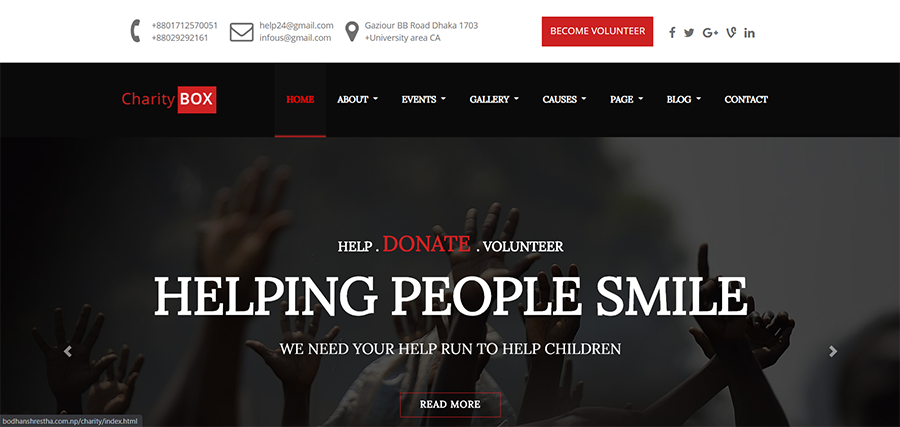 +8801712570051
+88029292161
help24@gmail.com
infous@gmail.com
Gaziour BB Road Dhaka 1703
+University area CA
BECOME VOLUNTEER
Charity BOX
HOME ABOUT EVENTS GALLERY CAUSES PAGE BLOG CONTACT
HELP . DONATE . VOLUNTEER
HELPING PEOPLE SMILE
WE NEED YOUR HELP RUN TO HELP CHILDREN
READ MORE
bodhanshrestha.com.np/charity/index.html